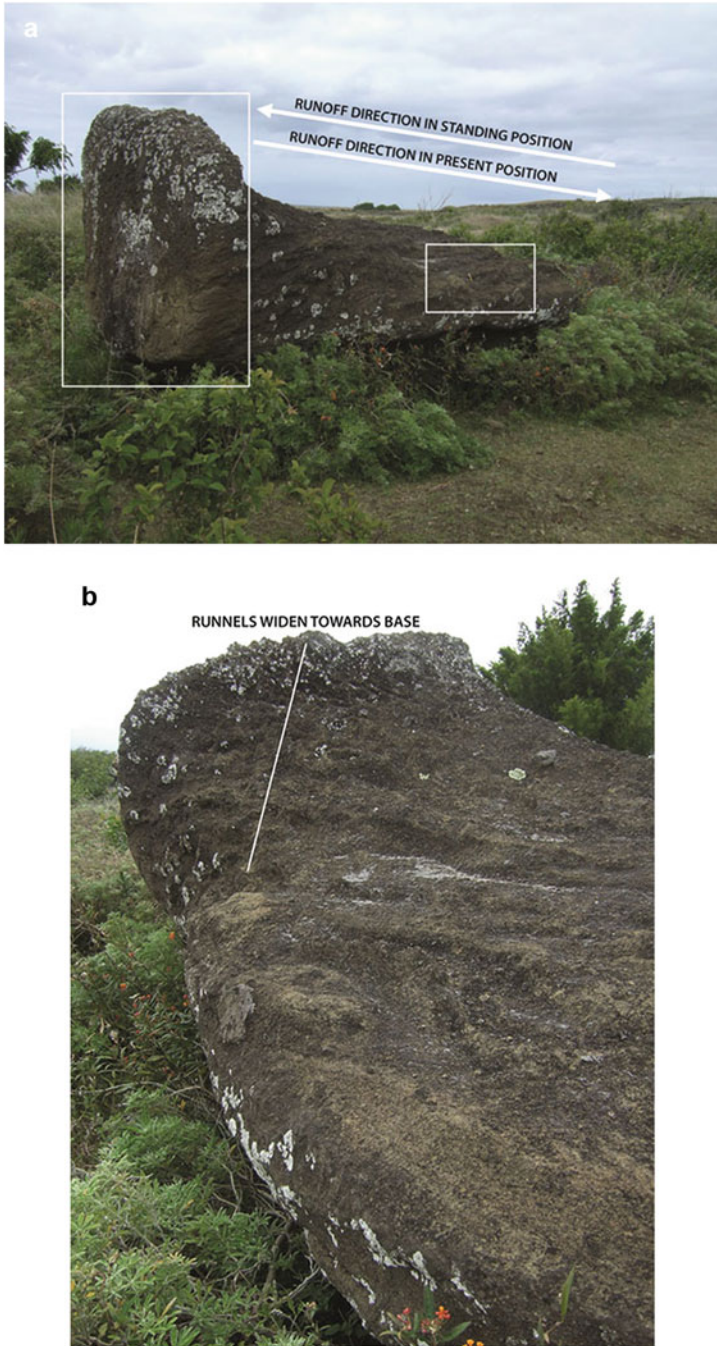 a
RUNOFF DIRECTION IN STANDING POSITION
RUNOFF DIRECTION IN PRESENT POSITION
b
RUNNELS WIDEN TOWARDS BASE